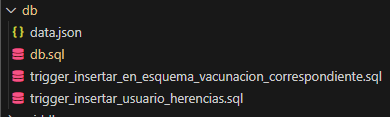 db
{} data.json
db.sql
trigger_insertar_en_esquema_vacunacion_correspondiente.sql
trigger_insertar_usuario_herencias.sql